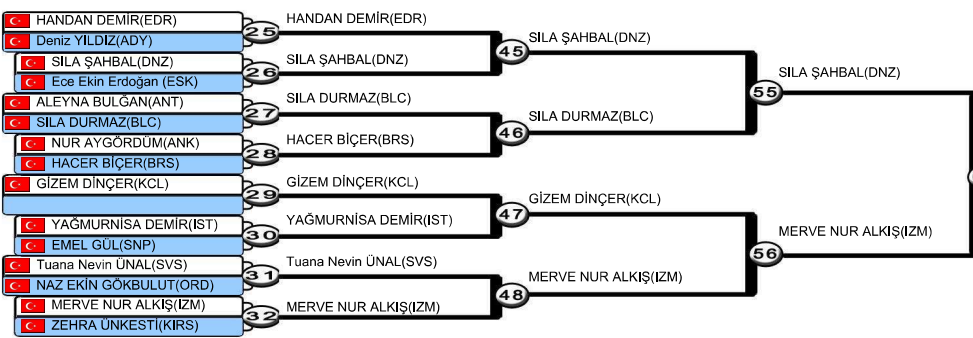 HANDAN DEMİR(EDR)
Deniz YILDIZ(ADY)
25
HANDAN DEMİR(EDR)
SILA ŞAHBAL(DNZ)
Ece Ekin Erdoğan (ESK)
26
SILA ŞAHBAL(DNZ)
45
SILA ŞAHBAL(DNZ)
ALEYNA BULĞAN(ANT)
SILA DURMAZ(BLC)
27
SILA DURMAZ(BLC)
NUR AYGÖRDÜM(ANK)
HACER BİÇER(BRS)
28
HACER BİÇER(BRS)
46
SILA DURMAZ(BLC)
55
SILA ŞAHBAL(DNZ)
GİZEM DİNÇER(KCL)
29
GİZEM DİNÇER(KCL)
YAĞMURNİSA DEMİR(IST)
EMEL GÜL(SNP)
30
YAĞMURNİSA DEMİR(IST)
47
GİZEM DİNÇER(KCL)
Tuana Nevin ÜNAL(SVS)
NAZ EKİN GÖKBULUT(ORD)
31
Tuana Nevin ÜNAL(SVS)
MERVE NUR ALKIŞ(IZM)
ZEHRA ÜNKESTİ(KIRS)
32
MERVE NUR ALKIŞ(IZM)
48
MERVE NUR ALKIŞ(IZM)
56
MERVE NUR ALKIŞ(IZM)